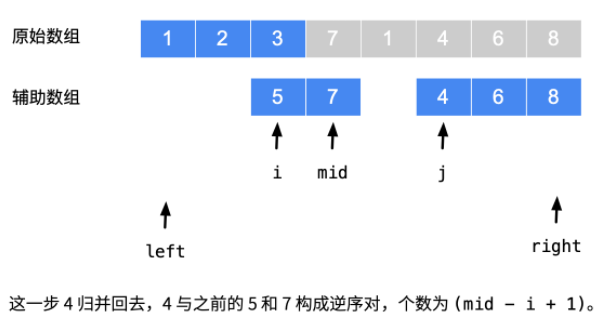 原始数组 1 2 3 7 1 4 6 8
辅助数组 5 7 4 6 8
i mid j
left right
这一步 4 归并回去，4 与之前的 5 和 7 构成逆序对，个数为 (mid - i + 1)。